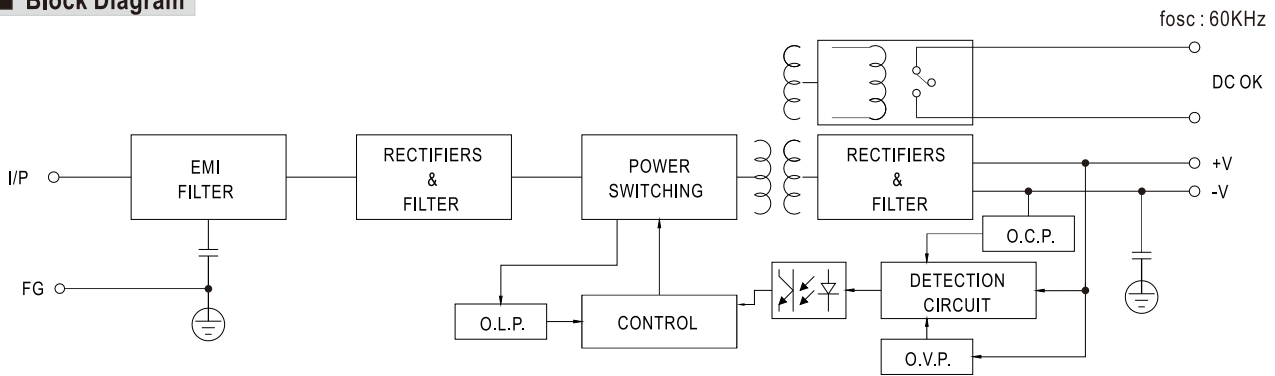 ■ Block Diagram
fosc : 60KHz
DC OK
I/P
EMI
FILTER
RECTIFIERS
&
FILTER
POWER
SWITCHING
RECTIFIERS
&
FILTER
+V
-V
O.C.P.
FG
O.L.P.
CONTROL
DETECTION
CIRCUIT
O.V.P.